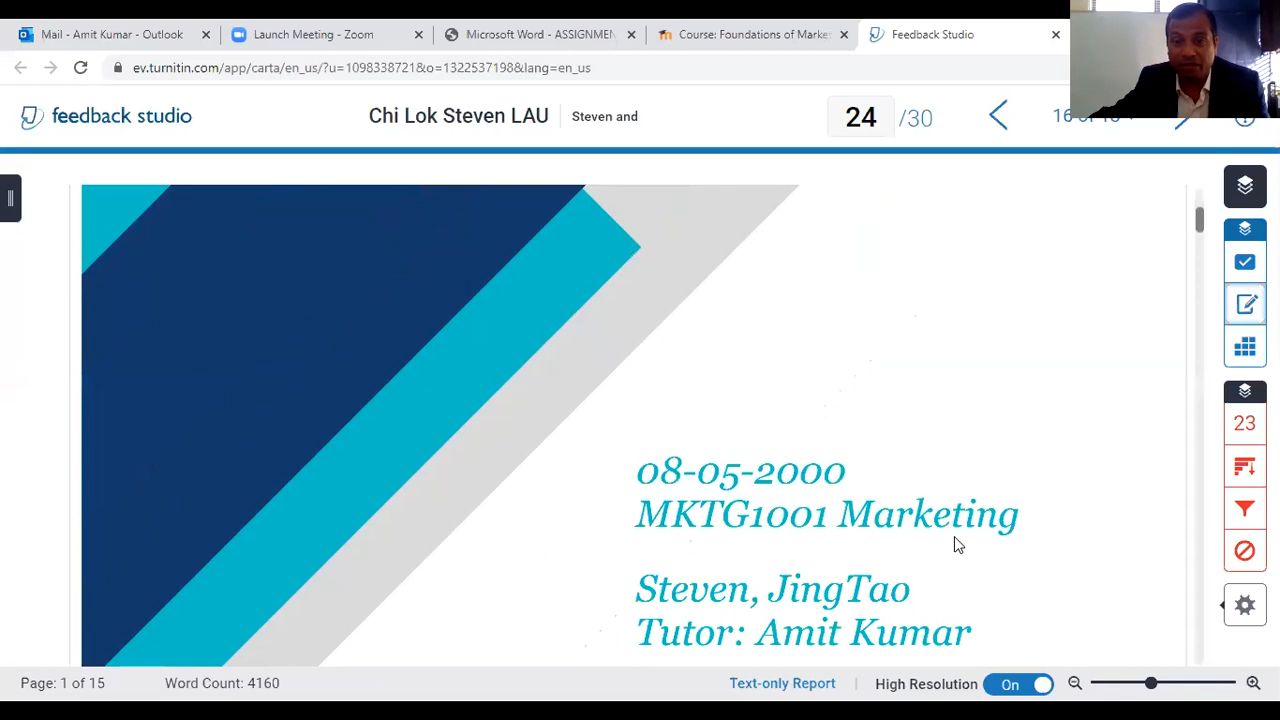 Mail - Amit Kumar - Outlook
Launch Meeting - Zoom
Microsoft Word - ASSIGNMEN
Course: Foundations of Marke
Feedback Studio
ev.turnitin.com/app/carta/en_us/?u=1098338721&o=1322537198&lang=en_us
feedback studio
Chi Lok Steven LAU
Steven and
24 /30
23
08-05-2000
MKTG1001 Marketing
Steven, JingTao
Tutor: Amit Kumar
Page: 1 of 15
Word Count: 4160
Text-only Report
High Resolution
On